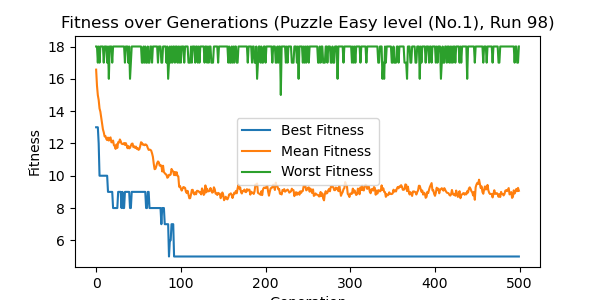 Fitness over Generations (Puzzle Easy level (No.1), Run 98)
18
16
14
12
10
8
6
Fitness
Best Fitness
Mean Fitness
Worst Fitness
0
100
200
300
400
500
Generation